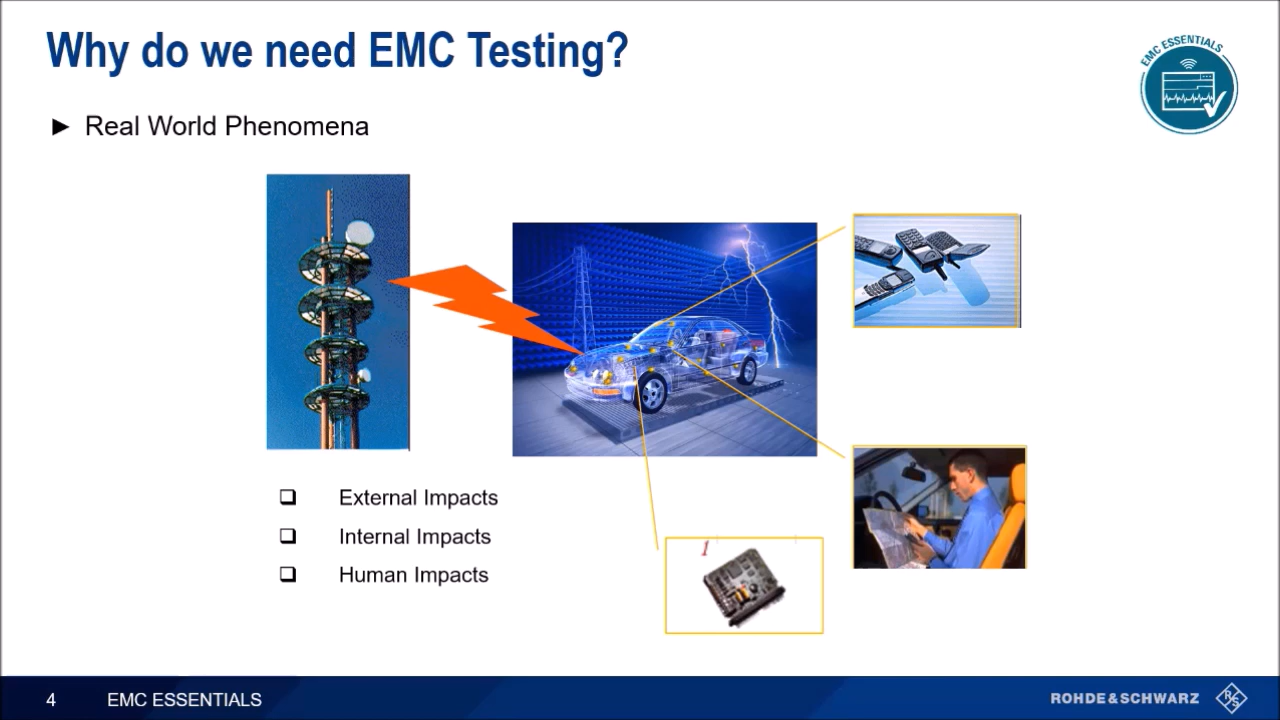 Why do we need EMC Testing?
EMC ESSENTIALS
► Real World Phenomena
❑ External Impacts
❑ Internal Impacts
❑ Human Impacts
1
4 EMC ESSENTIALS
ROHDE & SCHWARZ
R S